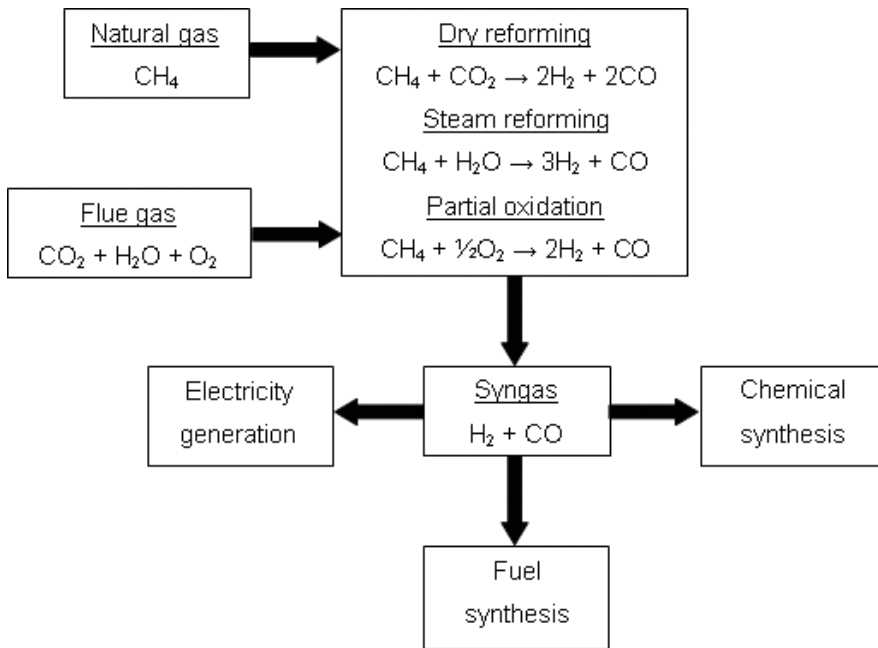 Natural gas
CH₄
Dry reforming
CH₄ + CO₂ → 2H₂ + 2CO
Steam reforming
CH₄ + H₂O → 3H₂ + CO
Partial oxidation
CH₄ + ½O₂ → 2H₂ + CO
Flue gas
CO₂ + H₂O + O₂
Electricity
generation
Syngas
H₂ + CO
Chemical
synthesis
Fuel
synthesis